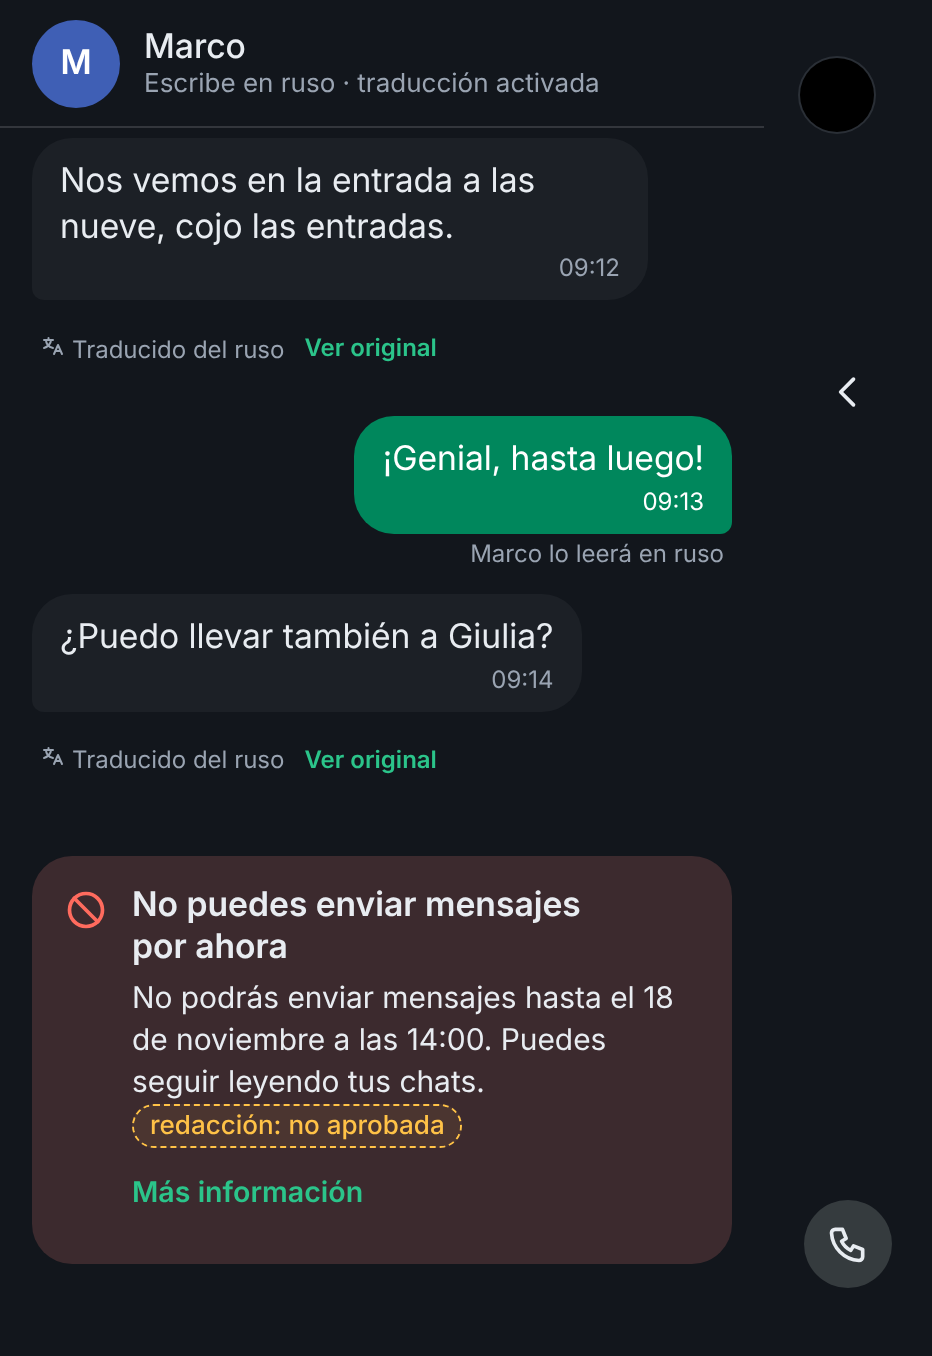 M
Marco
Escribe en ruso · traducción activada
Nos vemos en la entrada a las
nueve, cojo las entradas.
09:12
Traducido del ruso Ver original
¡Genial, hasta luego!
09:13
Marco lo leerá en ruso
¿Puedo llevar también a Giulia?
09:14
Traducido del ruso Ver original
No puedes enviar mensajes
por ahora
No podrás enviar mensajes hasta el 18
de noviembre a las 14:00. Puedes
seguir leyendo tus chats.
redacción: no aprobada
Más información